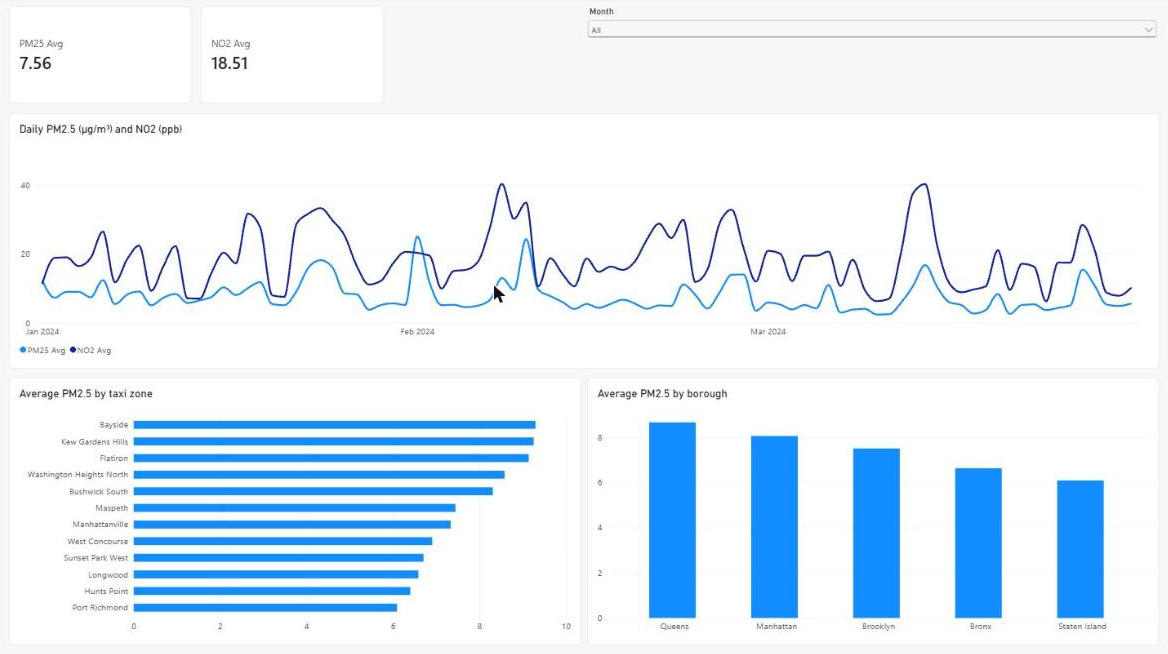 Month
All
PM25 Avg
7.56
NO2 Avg
18.51
Daily PM2.5 (µg/m³) and NO2 (ppb)
40
20
0
Jan 2024 Feb 2024 Mar 2024
PM25 Avg NO2 Avg
Average PM2.5 by taxi zone
Bayside
Kew Gardens Hills
Flatiron
Washington Heights North
Bushwick South
Maspeth
Manhattanville
West Concourse
Sunset Park West
Longwood
Hunts Point
Port Richmond
0 2 4 6 8 10
Average PM2.5 by borough
8
6
4
2
0
Queens Manhattan Brooklyn Bronx Staten Island